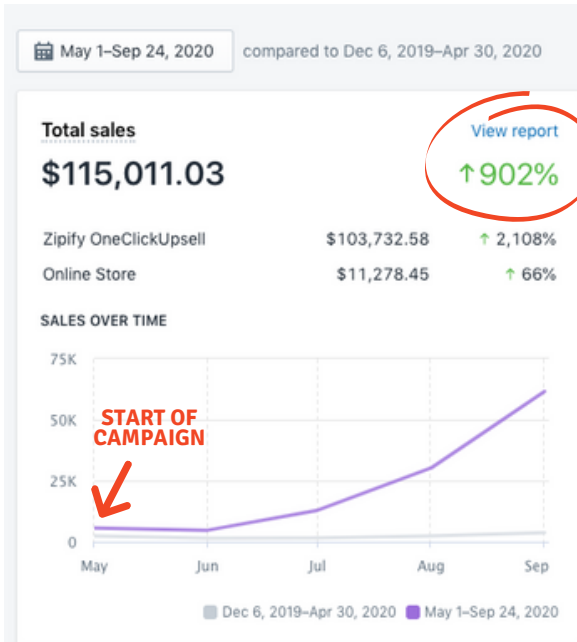 May 1–Sep 24, 2020 compared to Dec 6, 2019–Apr 30, 2020
Total sales View report
$115,011.03 ↑902%
Zipify OneClickUpsell $103,732.58 ↑ 2,108%
Online Store $11,278.45 ↑ 66%
SALES OVER TIME
75K
50K
START OF
CAMPAIGN
25K
0
May Jun Jul Aug Sep
Dec 6, 2019–Apr 30, 2020 May 1–Sep 24, 2020